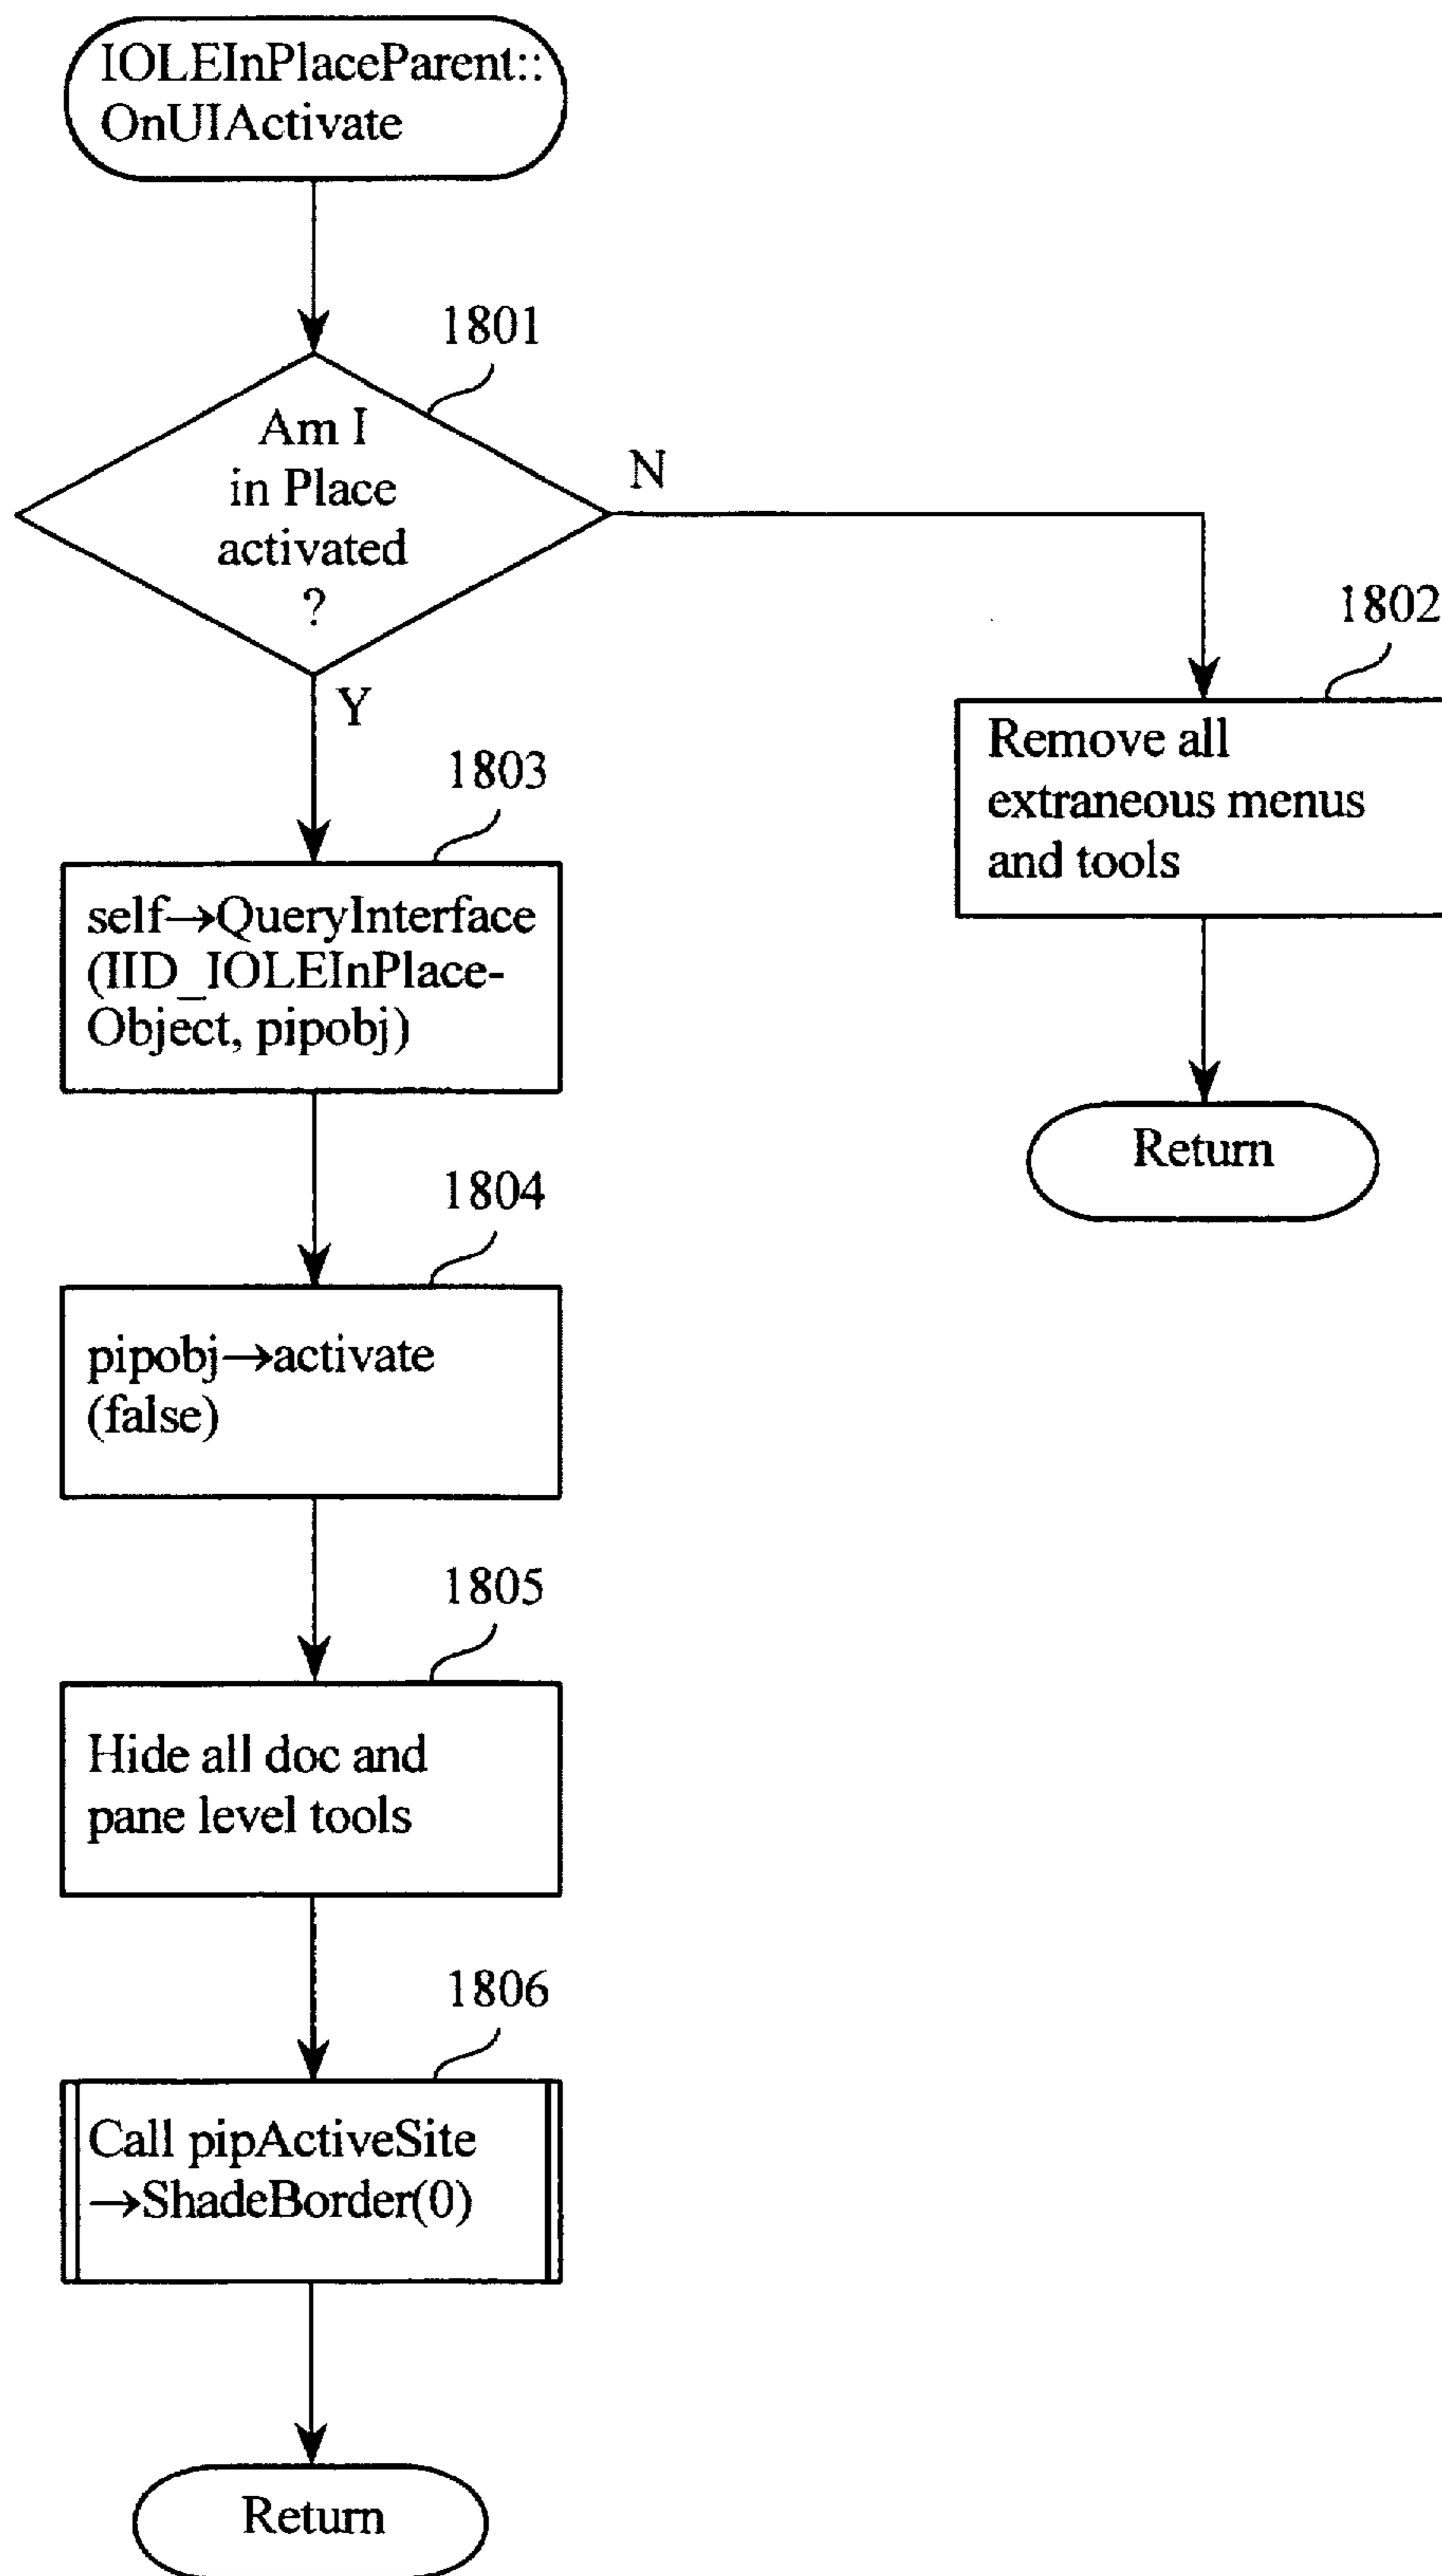 IOLEInPlaceParent::
OnUIActivate
1801
Am I
in Place
activated
?
N
Y
1802
Remove all
extraneous menus
and tools
Return
1803
self→QueryInterface
(IID_IOLEInPlace-
Object, pipobj)
1804
pipobj→activate
(false)
1805
Hide all doc and
pane level tools
1806
Call pipActiveSite
→ShadeBorder(0)
Return